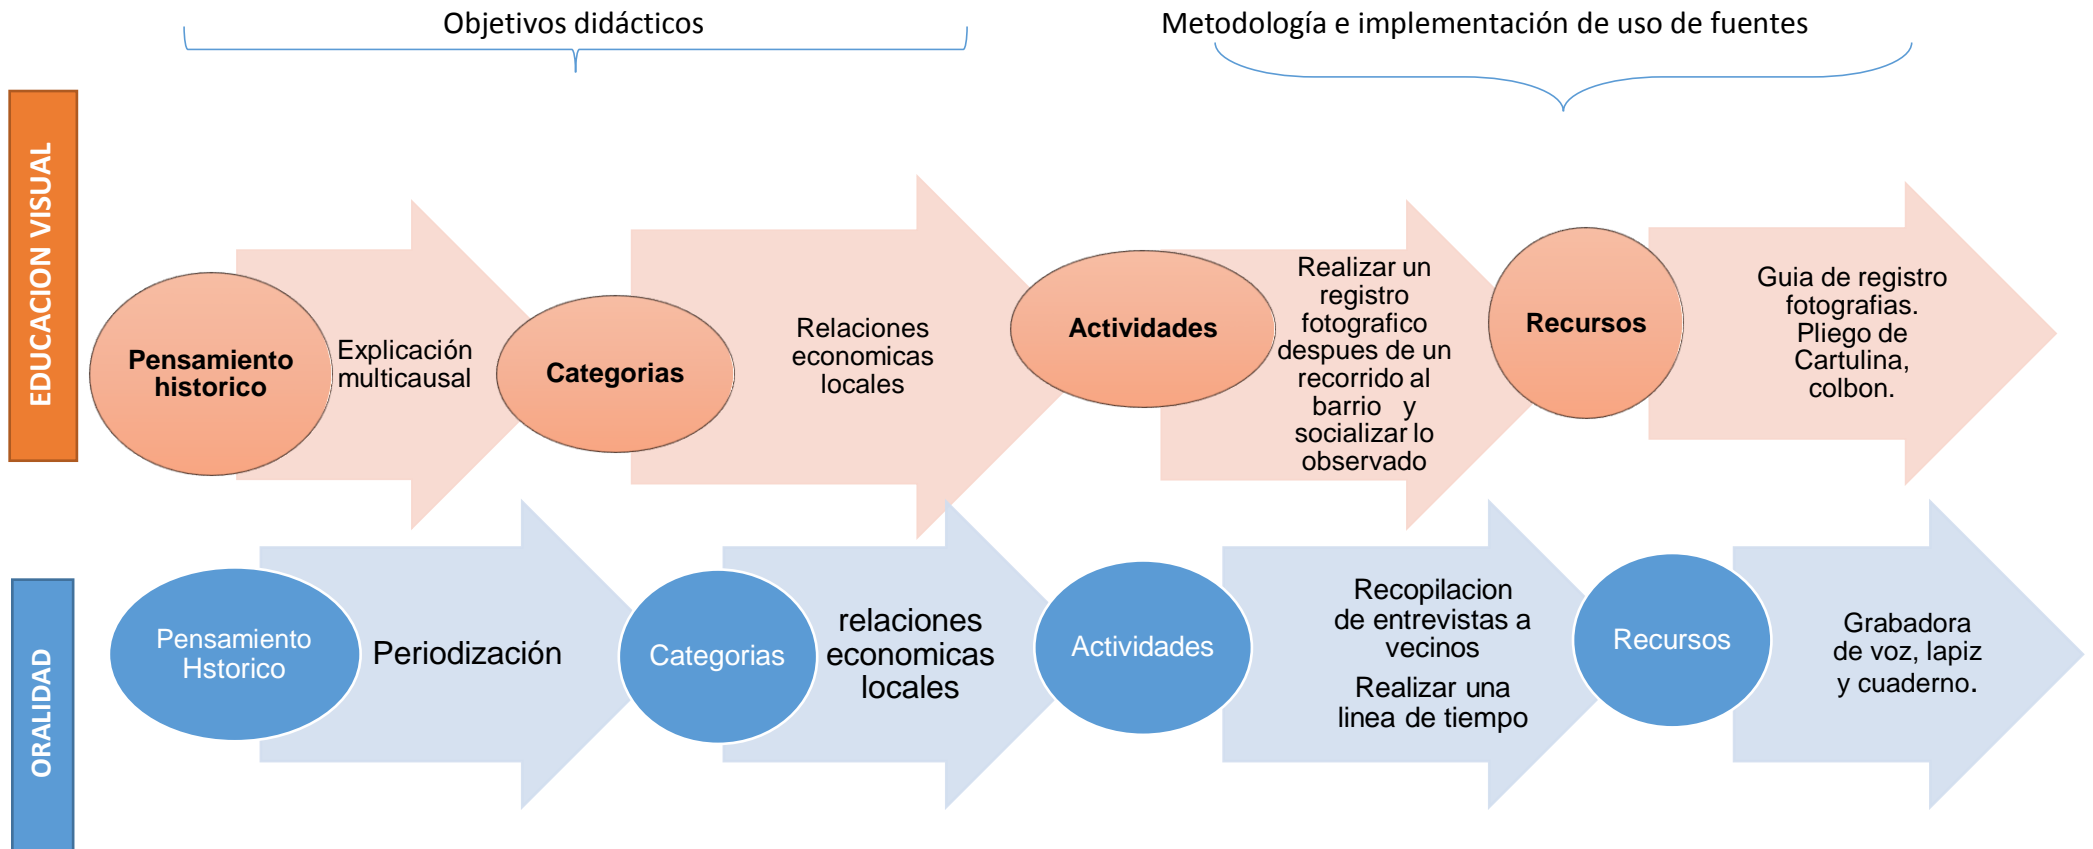 Objetivos didácticos
Metodología e implementación de uso de fuentes
EDUCACION VISUAL
Pensamiento
historico
Explicación
multicausal
Categorias
Relaciones
economicas
locales
Actividades
Realizar un
registro
fotografico
despues de un
recorrido al
barrio y
socializar lo
observado
Recursos
Guia de registro
fotografias.
Pliego de
Cartulina,
colbon.
ORALIDAD
Pensamiento
Hstorico
Periodización
Categorias
relaciones
economicas
locales
Actividades
Recopilacion
de entrevistas a
vecinos
Realizar una
linea de tiempo
Recursos
Grabadora
de voz, lapiz
y cuaderno.